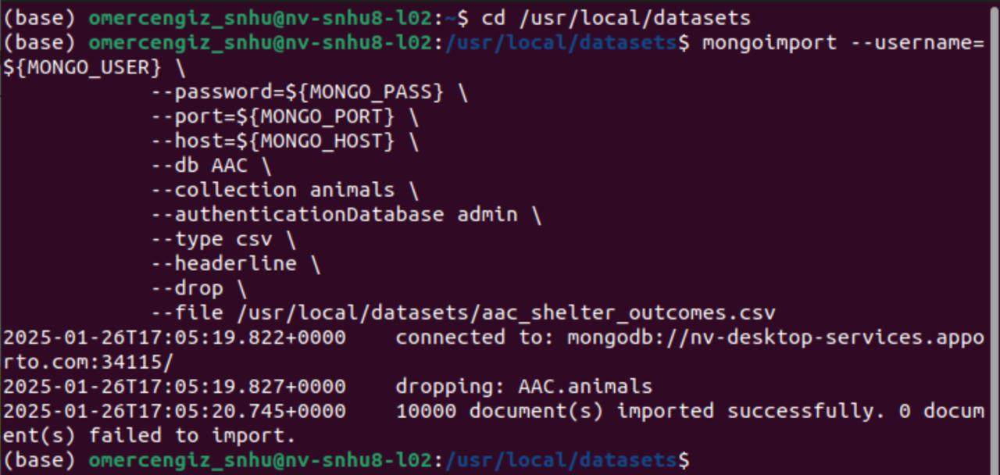 (base) omercengiz_snhu@nv-snhu8-l02:~$ cd /usr/local/datasets
(base) omercengiz_snhu@nv-snhu8-l02:/usr/local/datasets$ mongoimport --username=
${MONGO_USER} \
            --password=${MONGO_PASS} \
            --port=${MONGO_PORT} \
            --host=${MONGO_HOST} \
            --db AAC \
            --collection animals \
            --authenticationDatabase admin \
            --type csv \
            --headerline \
            --drop \
            --file /usr/local/datasets/aac_shelter_outcomes.csv
2025-01-26T17:05:19.822+0000    connected to: mongodb://nv-desktop-services.appo
rto.com:34115/
2025-01-26T17:05:19.827+0000    dropping: AAC.animals
2025-01-26T17:05:20.745+0000    10000 document(s) imported successfully. 0 docum
ent(s) failed to import.
(base) omercengiz_snhu@nv-snhu8-l02:/usr/local/datasets$